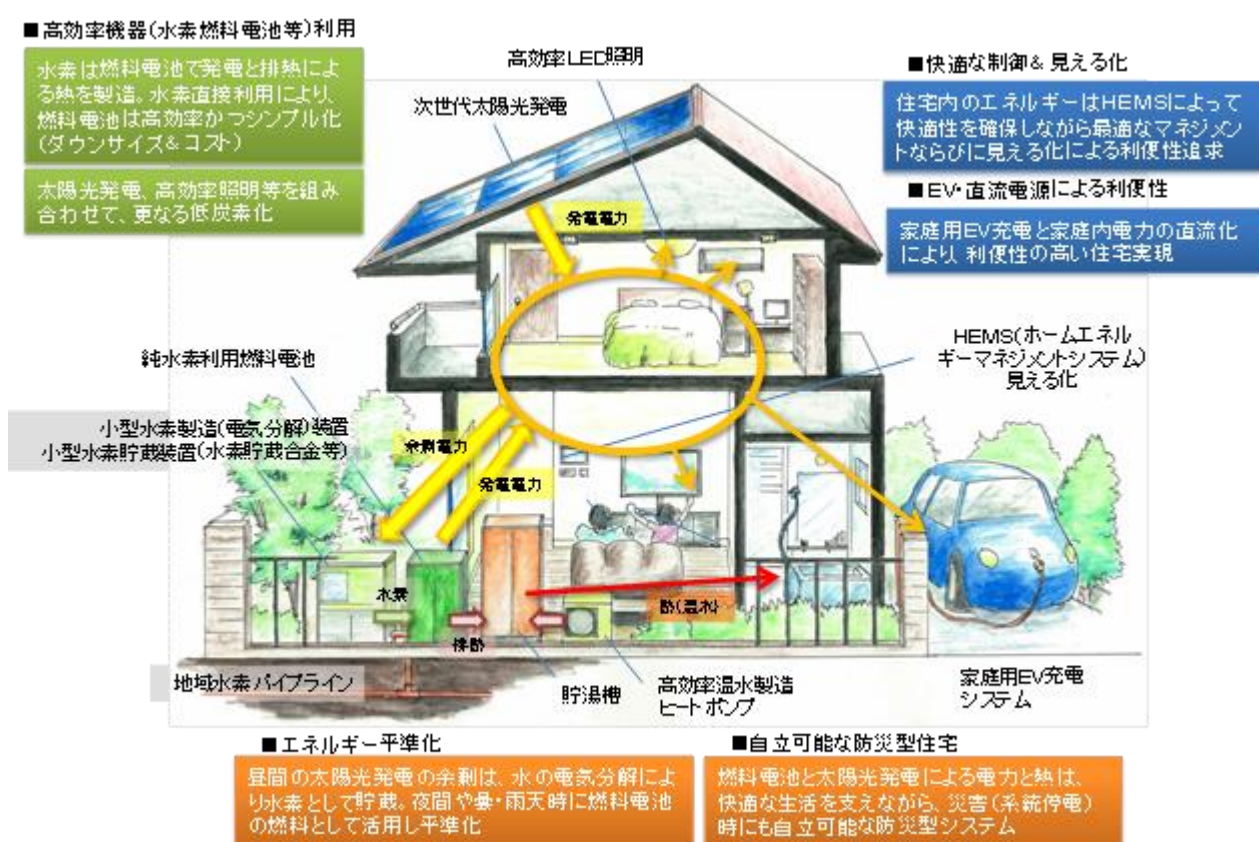 ■高効率機器(水素燃料電池等)利用
水素は燃料電池で発電と排熱によ
る熱を製造。水素直接利用により、
燃料電池は高効率かつシンプル化
(ダウンサイズ&コスト)
太陽光発電、高効率照明等を組み
合わせて、更なる低炭素化
高効率LED照明
次世代太陽光発電
■快適な制御& 見える化
住宅内のエネルギーはHEMSによって
快適性を確保しながら最適なマネジメン
トならびに見える化による利便性追求
■EV・直流電源による利便性
家庭用EV充電と家庭内電力の直流化
により、利便性の高い住宅実現
発電電力
純水素利用燃料電池
HEMS(ホームエネル
ギーマネジメントシステム)
見える化
小型水素製造(電気分解)装置
小型水素貯蔵装置(水素貯蔵合金等)
余剰電力
発電電力
水素
熱(温水)
排熱
地域水素パイプライン
貯湯槽
高効率温水製造
ヒートポンプ
家庭用EV充電
システム
■エネルギー平準化
昼間の太陽光発電の余剰は、水の電気分解によ
り水素として貯蔵。夜間や曇・雨天時に燃料電池
の燃料として活用し平準化
■自立可能な防災型住宅
燃料電池と太陽光発電による電力と熱は、
快適な生活を支えながら、災害(系統停電)
時にも自立可能な防災型システム